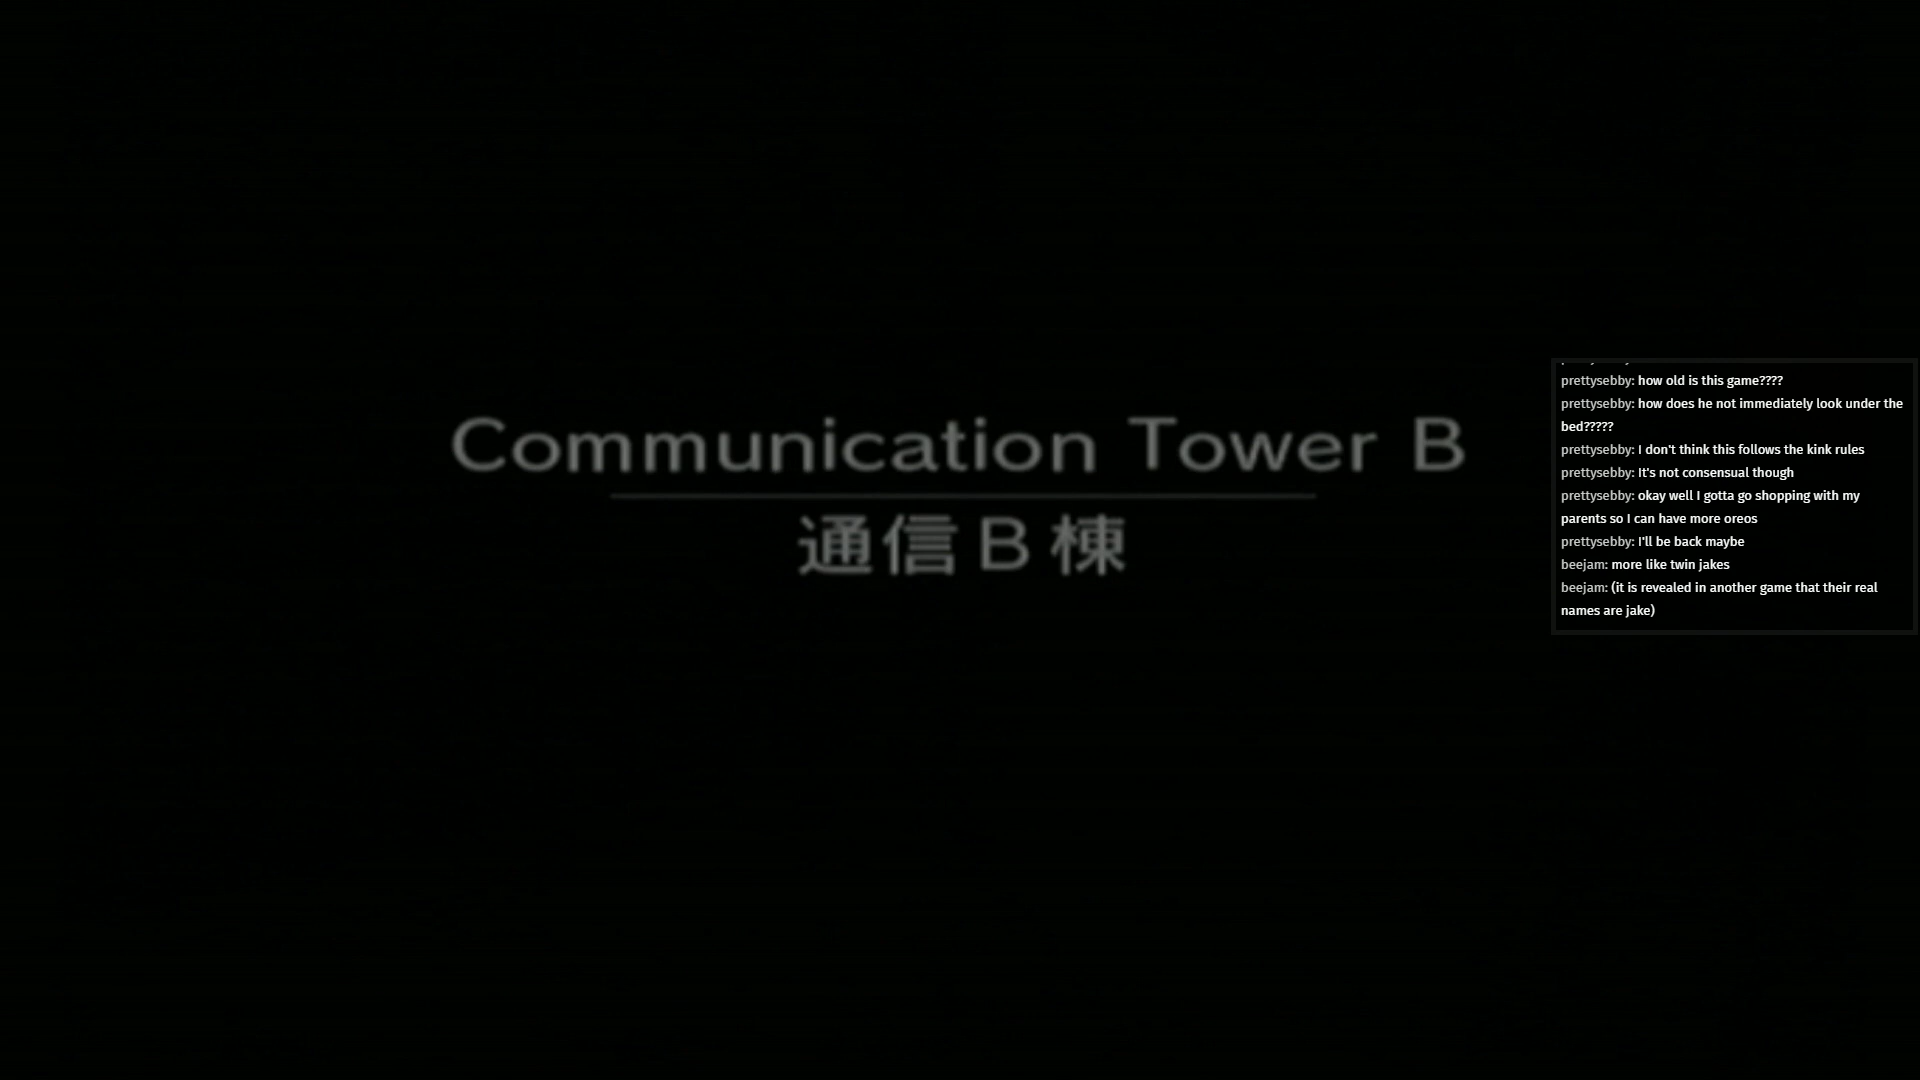 Communication Tower B
通信B棟
prettysebby: how old is this game????
prettysebby: how does he not immediately look under the
bed?????
prettysebby: I don't think this follows the kink rules
prettysebby: It's not consensual though
prettysebby: okay well I gotta go shopping with my
parents so I can have more oreos
prettysebby: I'll be back maybe
beejam: more like twin jakes
beejam: (it is revealed in another game that their real
names are jake)